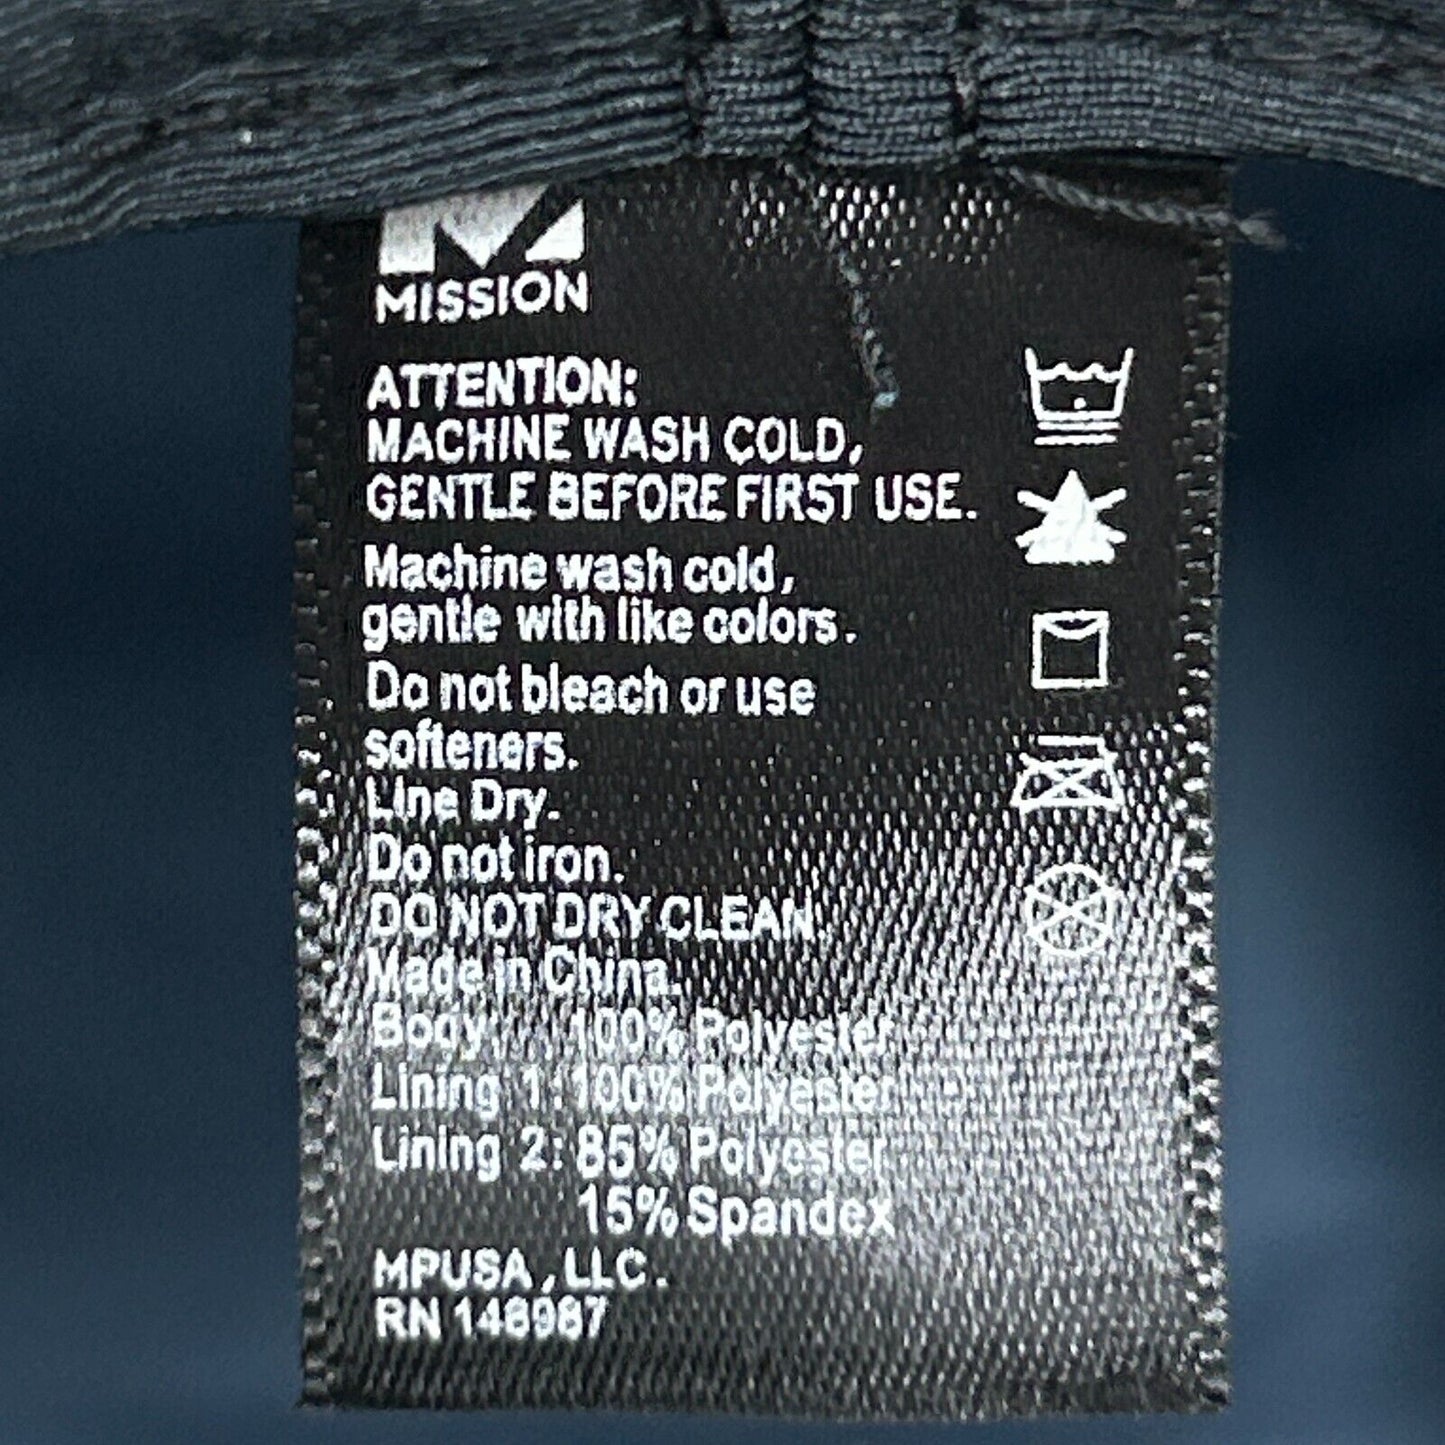 MISSION
ATTENTION:
MACHINE WASH COLD,
GENTLE BEFORE FIRST USE.
Machine wash cold,
gentle with like colors.
Do not bleach or use
softeners.
Line Dry.
Do not iron.
DO NOT DRY CLEAN.
Made in China.
Body: 100% Polyester
Lining 1: 100% Polyester
Lining 2: 85% Polyester
15% Spandex
MPUSA, LLC.
RN 146987